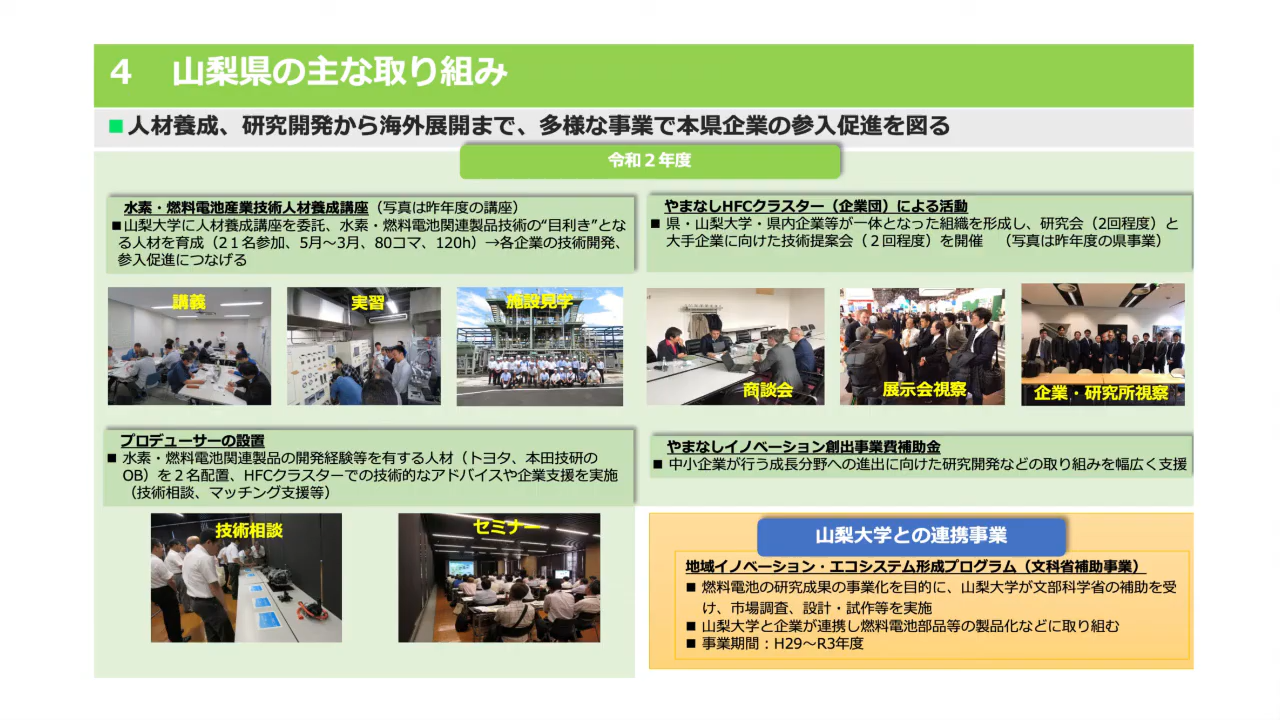 4 山梨県の主な取り組み
■人材養成、研究開発から海外展開まで、多様な事業で本県企業の参入促進を図る
令和２年度
水素・燃料電池産業技術人材養成講座（写真は昨年度の講座）
■山梨大学に人材養成講座を委託、水素・燃料電池関連製品技術の“目利き”とな
る人材を育成（２１名参加、5月～3月、80コマ、120h）→各企業の技術開発、
参入促進につなげる
講義
実習
施設見学
プロデューサーの設置
■ 水素・燃料電池関連製品の開発経験等を有する人材（トヨタ、本田技研の
OB）を２名配置、HFCクラスターでの技術的なアドバイスや企業支援を実施
（技術相談、マッチング支援等）
技術相談
セミナー
やまなしHFCクラスター（企業団）による活動
■ 県・山梨大学・県内企業等が一体となった組織を形成し、研究会（2回程度）と
大手企業に向けた技術提案会（２回程度）を開催　（写真は昨年度の県事業）
商談会
展示会視察
企業・研究所視察
やまなしイノベーション創出事業費補助金
■ 中小企業が行う成長分野への進出に向けた研究開発などの取り組みを幅広く支援
山梨大学との連携事業
地域イノベーション・エコシステム形成プログラム（文科省補助事業）
■ 燃料電池の研究成果の事業化を目的に、山梨大学が文部科学省の補助を受
け、市場調査、設計・試作等を実施
■ 山梨大学と企業が連携し燃料電池部品等の製品化などに取り組む
■ 事業期間：H29～R3年度